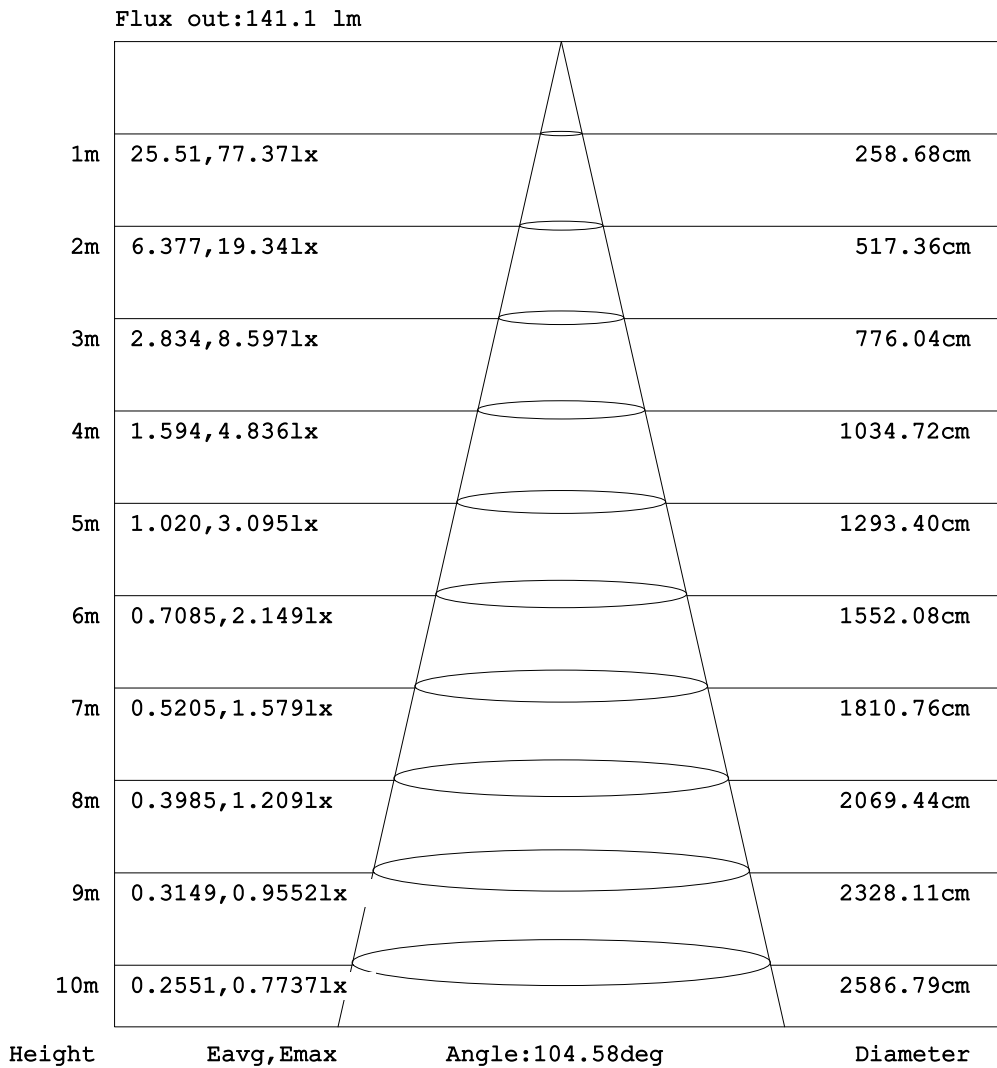 Flux out:141.1 lm
1m 25.51,77.37lx 258.68cm
2m 6.377,19.34lx 517.36cm
3m 2.834,8.597lx 776.04cm
4m 1.594,4.836lx 1034.72cm
5m 1.020,3.095lx 1293.40cm
6m 0.7085,2.149lx 1552.08cm
7m 0.5205,1.579lx 1810.76cm
8m 0.3985,1.209lx 2069.44cm
9m 0.3149,0.9552lx 2328.11cm
10m 0.2551,0.7737lx 2586.79cm
Height Eavg,Emax Angle:104.58deg Diameter